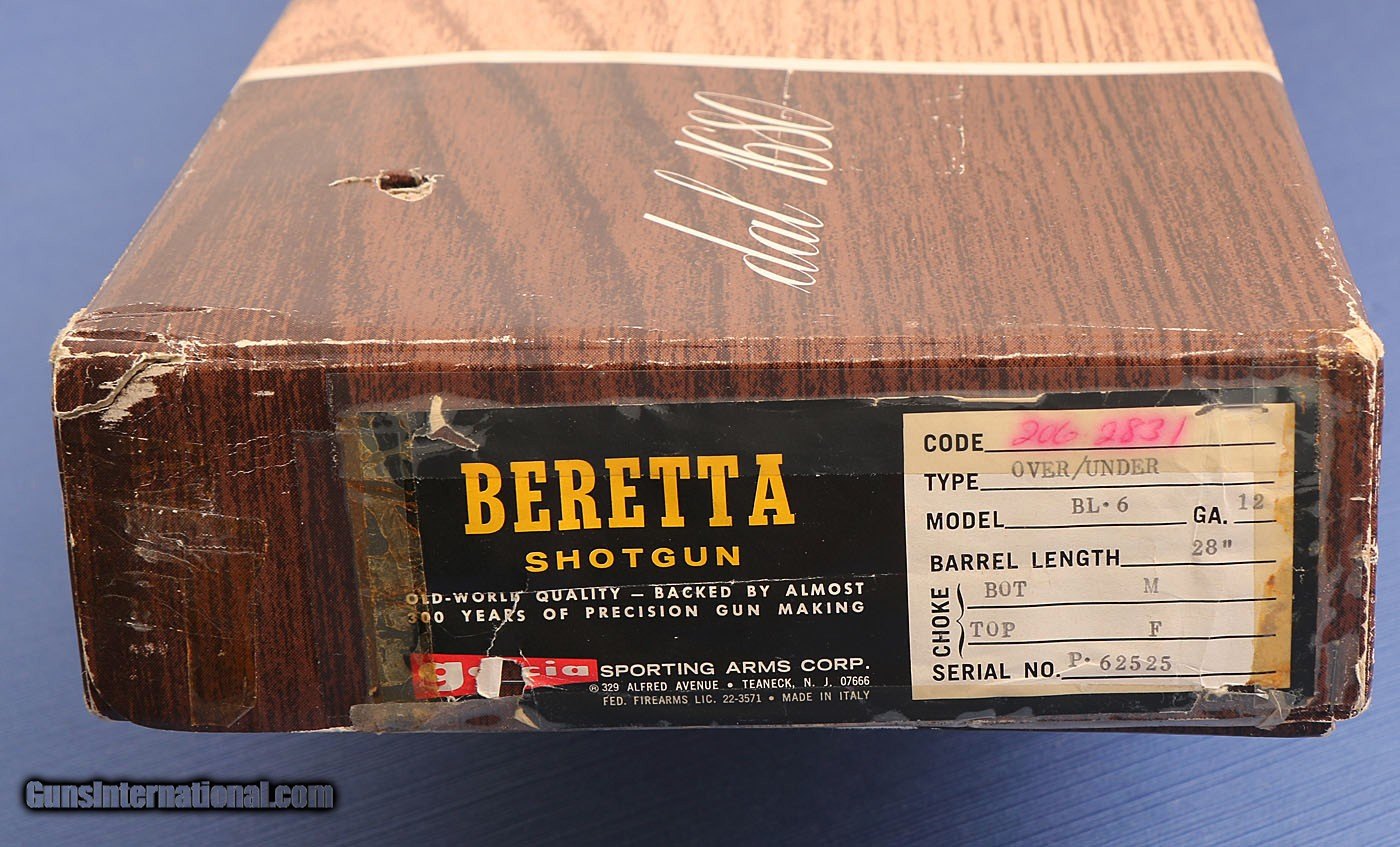 dal 1680
BERETTA
SHOTGUN
OLD-WORLD QUALITY — BACKED BY ALMOST
300 YEARS OF PRECISION GUN MAKING
garcia SPORTING ARMS CORP.
® 329 ALFRED AVENUE • TEANECK, N. J. 07666
FED. FIREARMS LIC. 22-3571 • MADE IN ITALY
CODE 206-2831
TYPE OVER/UNDER
MODEL BL·6 GA. 12
BARREL LENGTH 28"
CHOKE
BOT M
TOP F
SERIAL NO. P·62525
GunsInternational.com